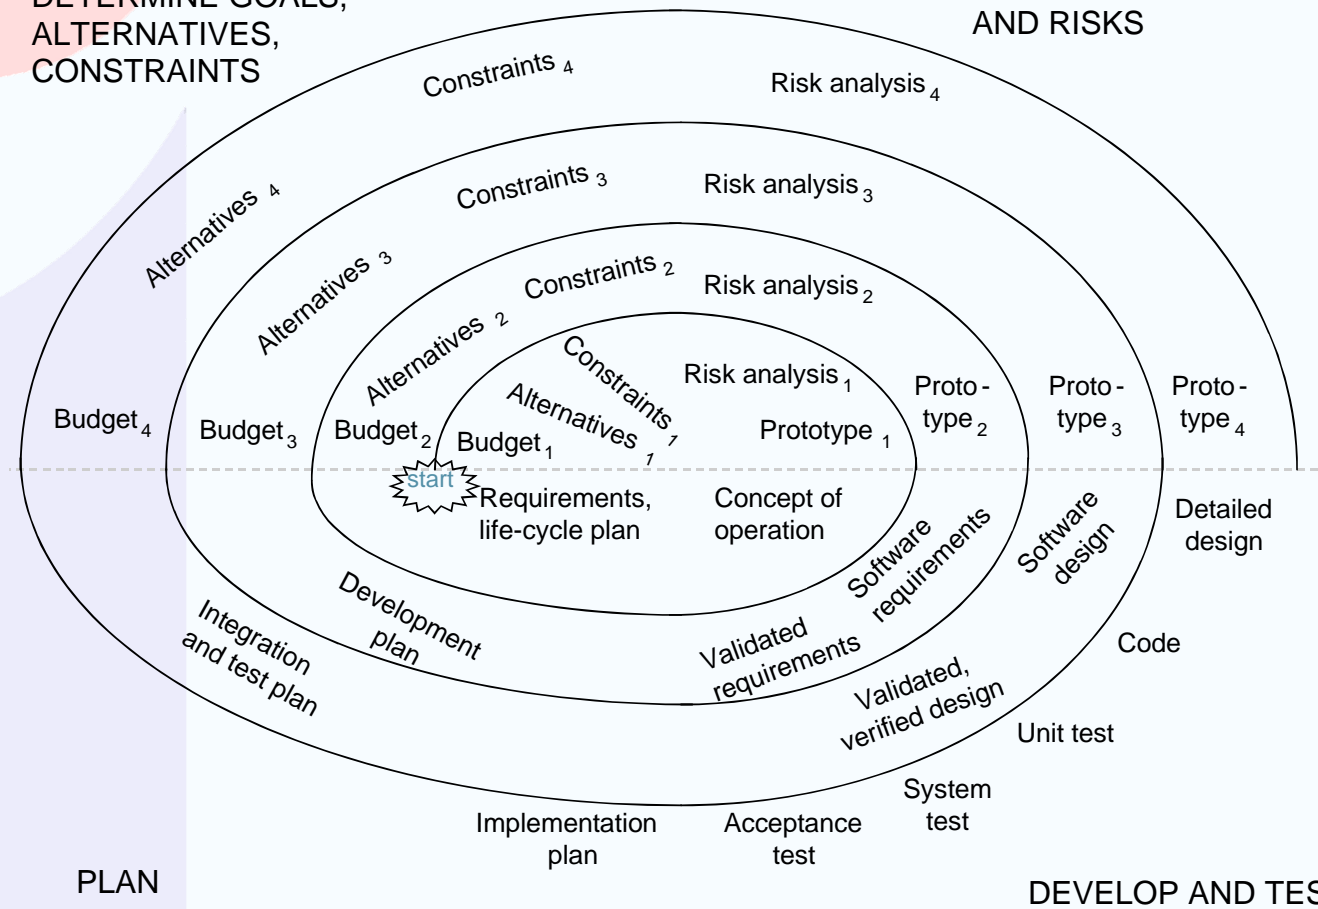 DETERMINE GOALS,
ALTERNATIVES,
CONSTRAINTS
AND RISKS
Constraints 4
Risk analysis 4
Alternatives 4
Constraints 3
Risk analysis 3
Alternatives 3
Constraints 2
Risk analysis 2
Alternatives 2
Constraints 1
Risk analysis 1
Alternatives 1
Budget 4
Budget 3
Budget 2
Budget 1
Prototype 1
Proto-
type 2
Proto-
type 3
Proto-
type 4
start
Requirements,
life-cycle plan
Concept of
operation
Software
requirements
Software
design
Detailed
design
Development
plan
Integration
and test plan
Validated
requirements
Validated,
verified design
Code
Unit test
System
test
Implementation
plan
Acceptance
test
PLAN
DEVELOP AND TES